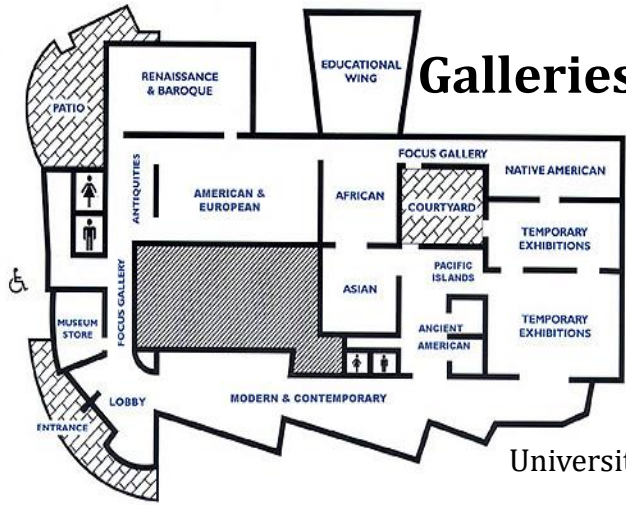 Galleries
EDUCATIONAL
WING
RENAISSANCE
& BAROQUE
PATIO
FOCUS GALLERY
NATIVE AMERICAN
ANTIQUITIES
AMERICAN &
EUROPEAN
AFRICAN
COURTYARD
TEMPORARY
EXHIBITIONS
PACIFIC
ISLANDS
ASIAN
FOCUS GALLERY
MUSEUM
STORE
ANCIENT
AMERICAN
TEMPORARY
EXHIBITIONS
LOBBY
MODERN & CONTEMPORARY
ENTRANCE